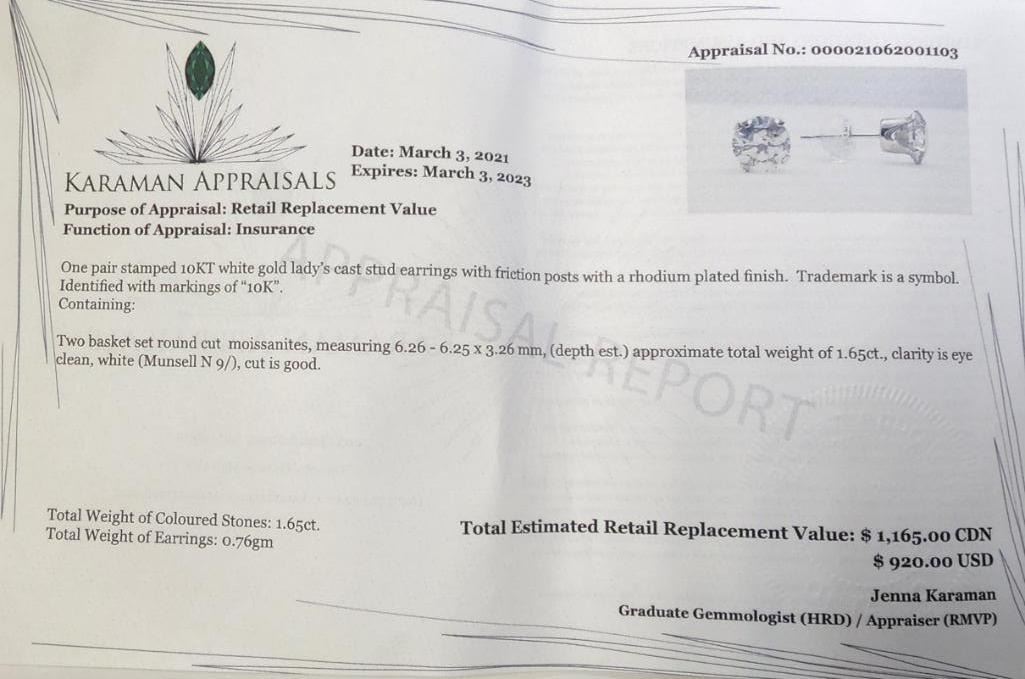 Appraisal No.: 000021062001103
Date: March 3, 2021
Expires: March 3, 2023
KARAMAN APPRAISALS
Purpose of Appraisal: Retail Replacement Value
Function of Appraisal: Insurance
One pair stamped 10KT white gold lady's cast stud earrings with friction posts with a rhodium plated finish. Trademark is a symbol.
Identified with markings of "10K".
Containing:
Two basket set round cut moissanites, measuring 6.26 - 6.25 x 3.26 mm, (depth est.) approximate total weight of 1.65ct., clarity is eye
clean, white (Munsell N 9/), cut is good.
APPRAISAL REPORT
Total Weight of Coloured Stones: 1.65ct.
Total Weight of Earrings: 0.76gm
Total Estimated Retail Replacement Value: $ 1,165.00 CDN
$ 920.00 USD
Jenna Karaman
Graduate Gemmologist (HRD) / Appraiser (RMVP)